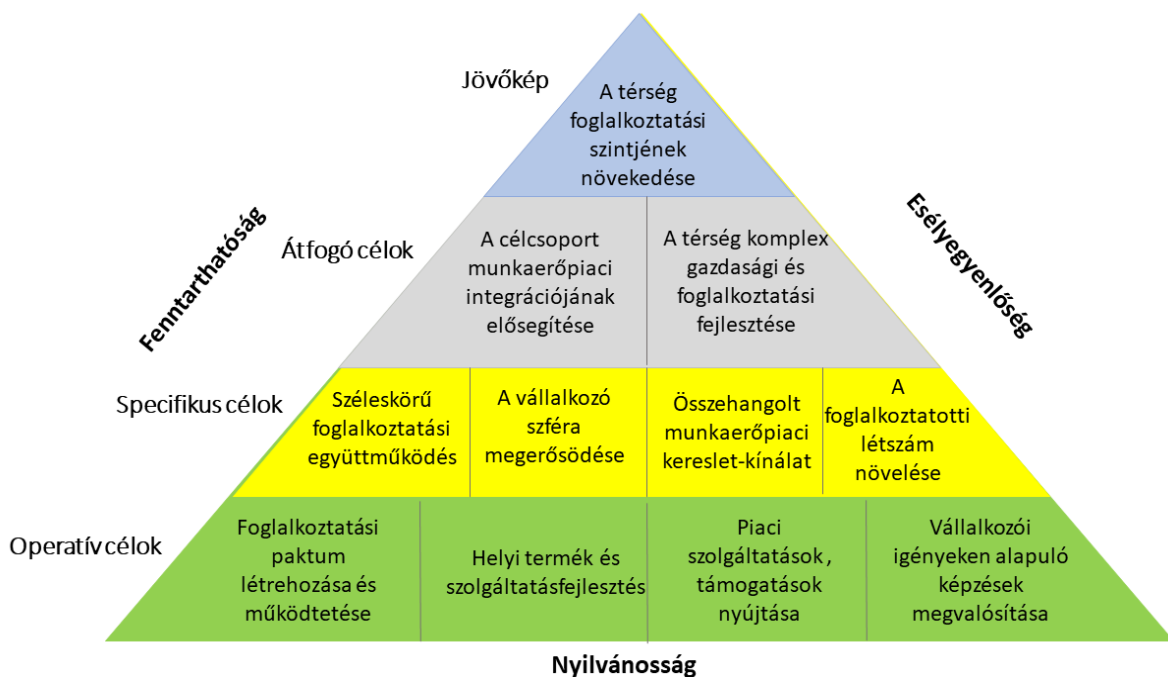 Jövőkép
A térség
foglalkoztatási
szintjének
növekedése
Fenntarthatóság
Esélyegyenlőség
Átfogó célok
A célcsoport
munkaerőpiaci
integrációjának
elősegítése
A térség komplex
gazdasági és
foglalkoztatási
fejlesztése
Specifikus célok
Széleskörű
foglalkoztatási
együttműködés
A vállalkozó
szféra
megerősödése
Összehangolt
munkaerőpiaci
kereslet-kínálat
A
foglalkoztatotti
létszám
növelése
Operatív célok
Foglalkoztatási
paktum
létrehozása és
működtetése
Helyi termék és
szolgáltatásfejlesztés
Piaci
szolgáltatások ,
támogatások
nyújtása
Vállalkozói
igényeken alapuló
képzések
megvalósítása
Nyilvánosság